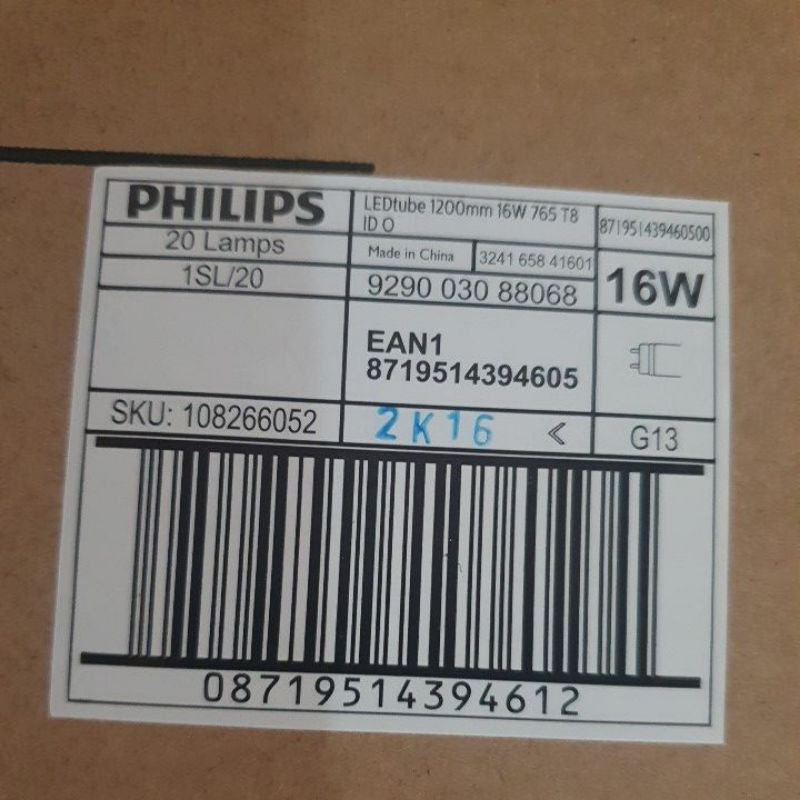 PHILIPS
LEDtube 1200mm 16W 765 T8
ID O
871951439460500
20 Lamps
Made in China
3241 658 41601
1SL/20
9290 030 88068
16W
EAN1
8719514394605
SKU: 108266052
2K16 <
G13
08719514394612